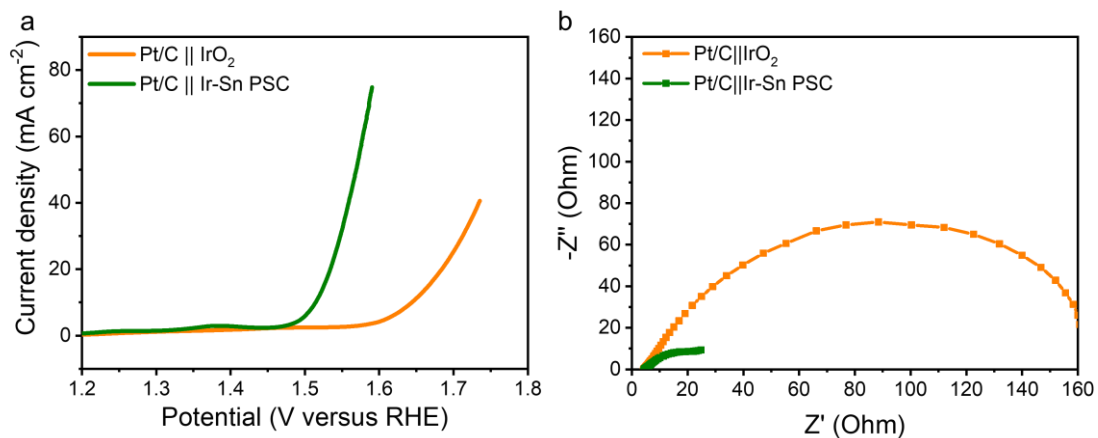 a
Current density (mA cm⁻²)
80
60
40
20
0
Pt/C || IrO₂
Pt/C || Ir-Sn PSC
1.2 1.3 1.4 1.5 1.6 1.7 1.8
Potential (V versus RHE)
b
-Z'' (Ohm)
160
140
120
100
80
60
40
20
0
Pt/C||IrO₂
Pt/C||Ir-Sn PSC
0 20 40 60 80 100 120 140 160
Z' (Ohm)